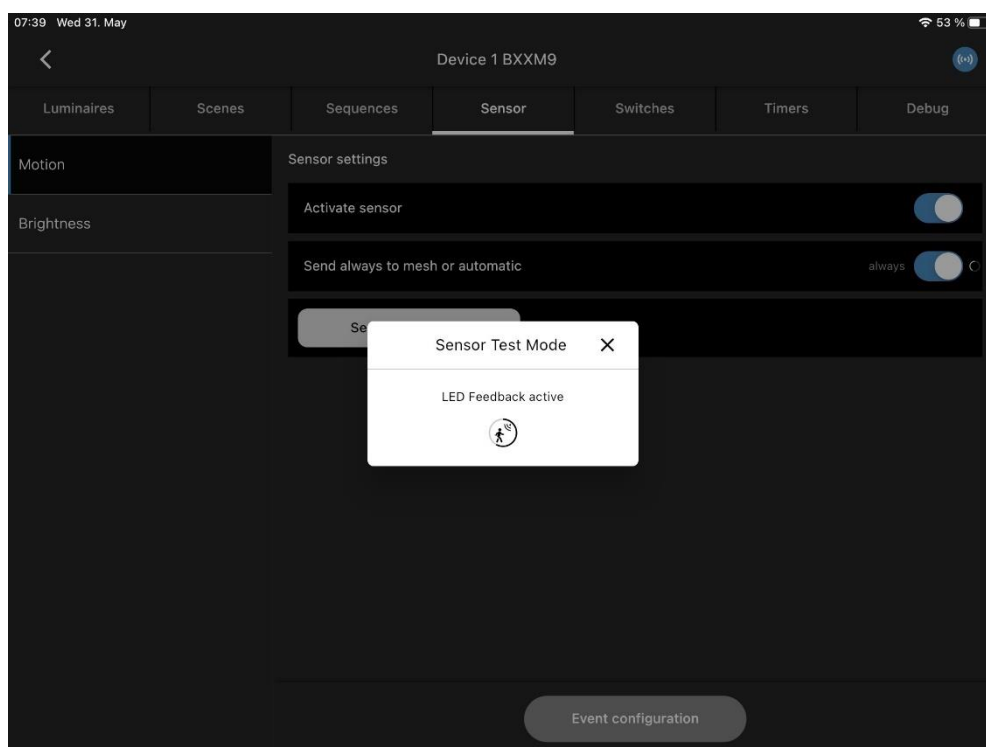 07:39 Wed 31. May 53 %
Device 1 BXXM9
Luminaires Scenes Sequences Sensor Switches Timers Debug
Motion
Brightness
Sensor settings
Activate sensor
Send always to mesh or automatic always
Se
Sensor Test Mode
LED Feedback active
Event configuration